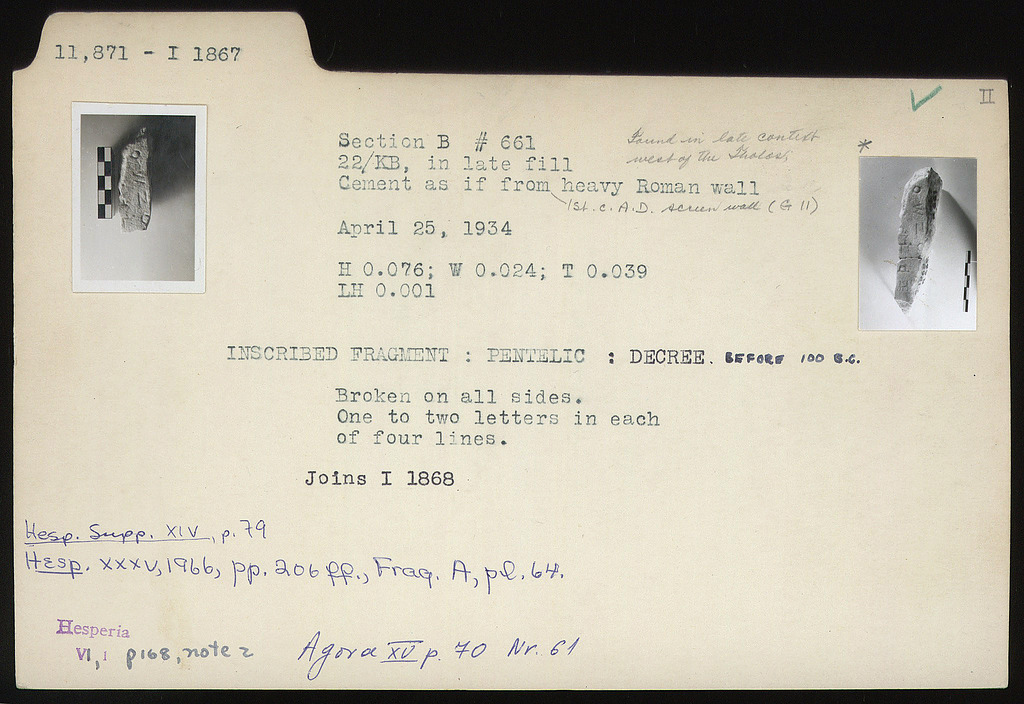 11,871 - I 1867
II
Section B # 661
22/KB, in late fill
Cement as if from heavy Roman wall
Found in late context
west of the Tholos.
*
1st. c. A.D. screen wall (G 11)
April 25, 1934
H 0.076; W 0.024; T 0.039
LH 0.001
INSCRIBED FRAGMENT : PENTELIC : DECREE. BEFORE 100 B.C.
Broken on all sides.
One to two letters in each
of four lines.
Joins I 1868
Hesp. Supp. XIV, p. 79
Hesp. XXXV, 1966, pp. 206 ff., Frag. A, pl. 64.
Hesperia
VI, 1 p168, note 2
Agora XV p. 70 Nr. 61